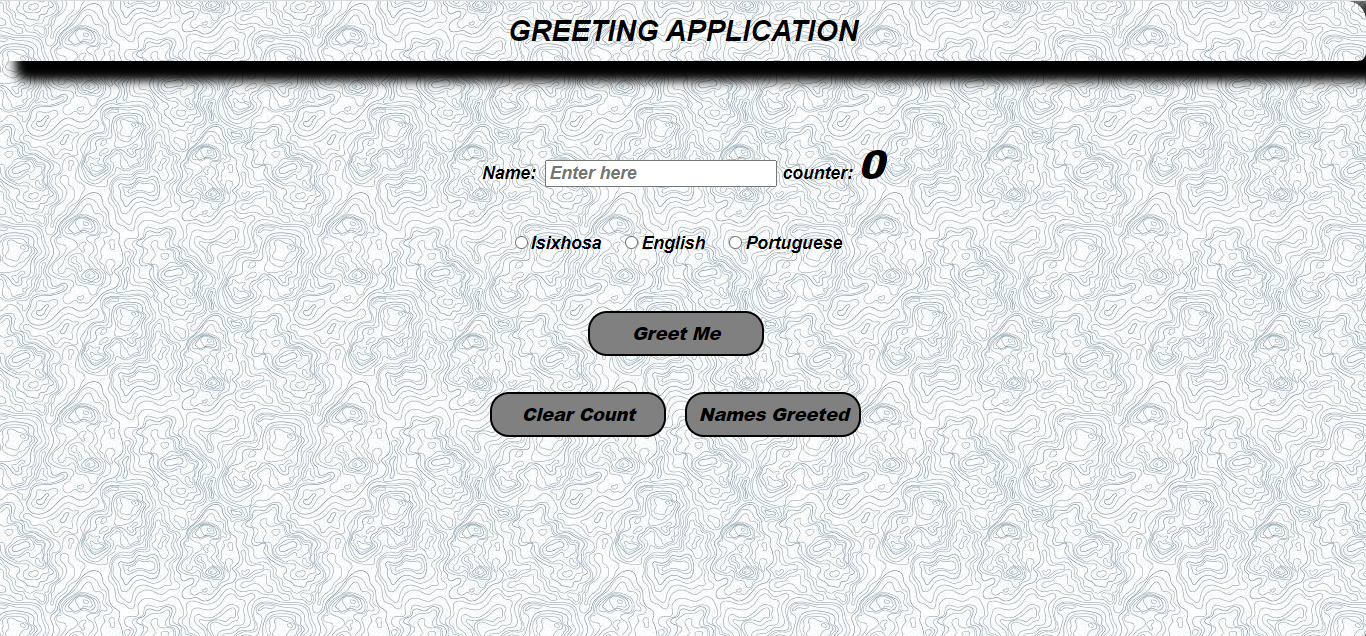 GREETING APPLICATION
Name: Enter here counter: 0
Isixhosa English Portuguese
Greet Me
Clear Count Names Greeted